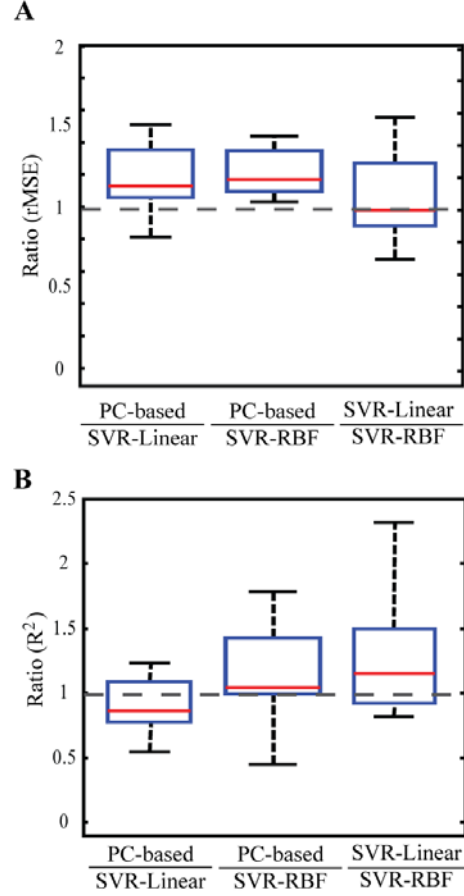 A
2
1.5
1
0.5
0
Ratio (rMSE)
PC-based PC-based SVR-Linear
SVR-Linear SVR-RBF SVR-RBF
B
2.5
2
1.5
1
0.5
0
Ratio (R²)
PC-based PC-based SVR-Linear
SVR-Linear SVR-RBF SVR-RBF